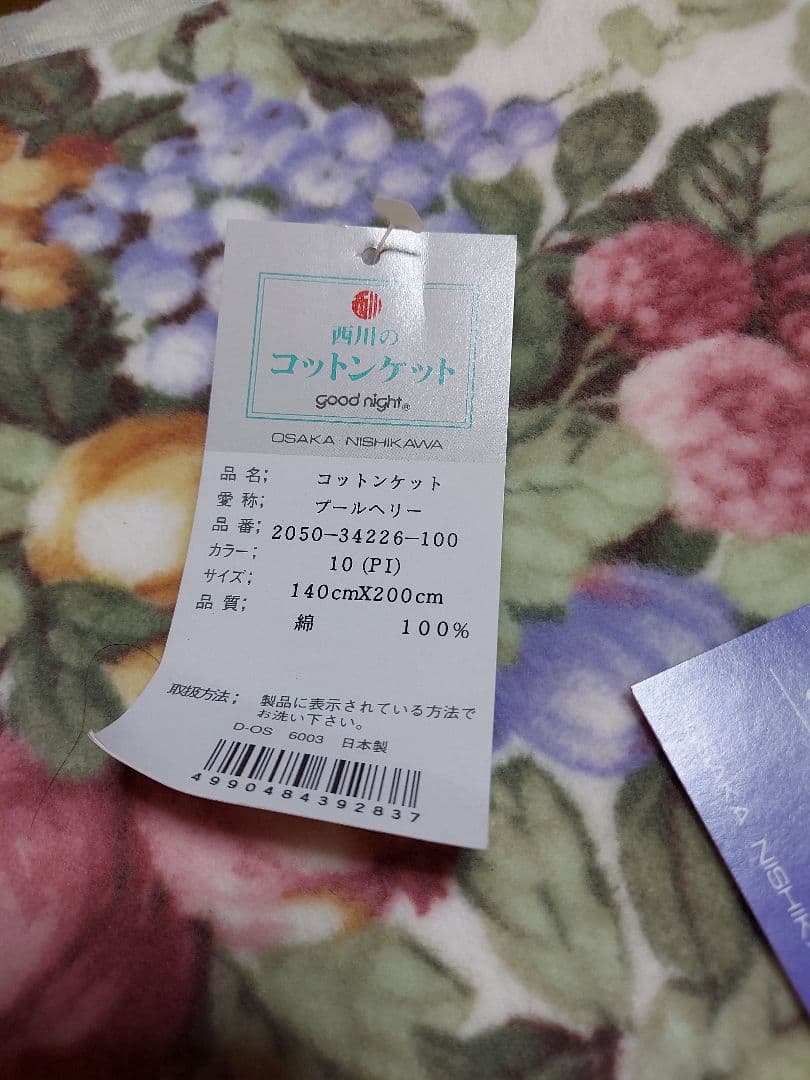 西川の
コットンケット
good night®
OSAKA NISHIKAWA
品 名; コットンケット
愛 称; プールヘリー
品 番; 2050-34226-100
カラー; 10 (PI)
サイズ; 140cmX200cm
品 質; 綿 100%
取扱方法; 製品に表示されている方法で
お洗い下さい。
D-OS 6003 日本製
4990484392837